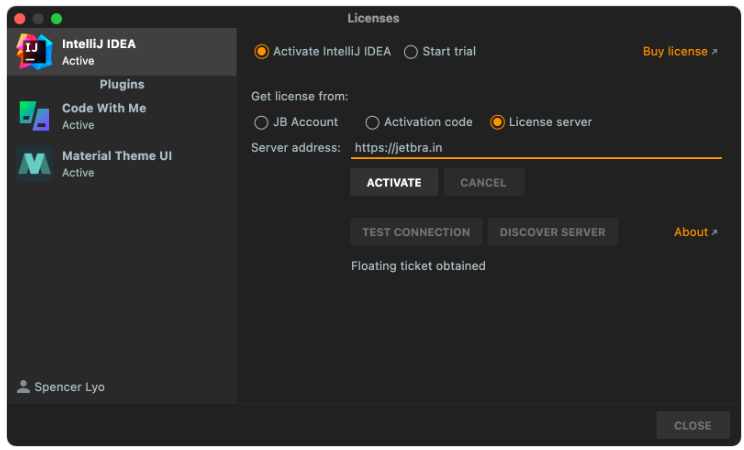 Licenses
IJ
IntelliJ IDEA
Active
Plugins
Code With Me
Active
Material Theme UI
Active
Spencer Lyo
Activate IntelliJ IDEA Start trial Buy license ↗
Get license from:
JB Account Activation code License server
Server address: https://jetbra.in
ACTIVATE CANCEL
TEST CONNECTION DISCOVER SERVER About ↗
Floating ticket obtained
CLOSE